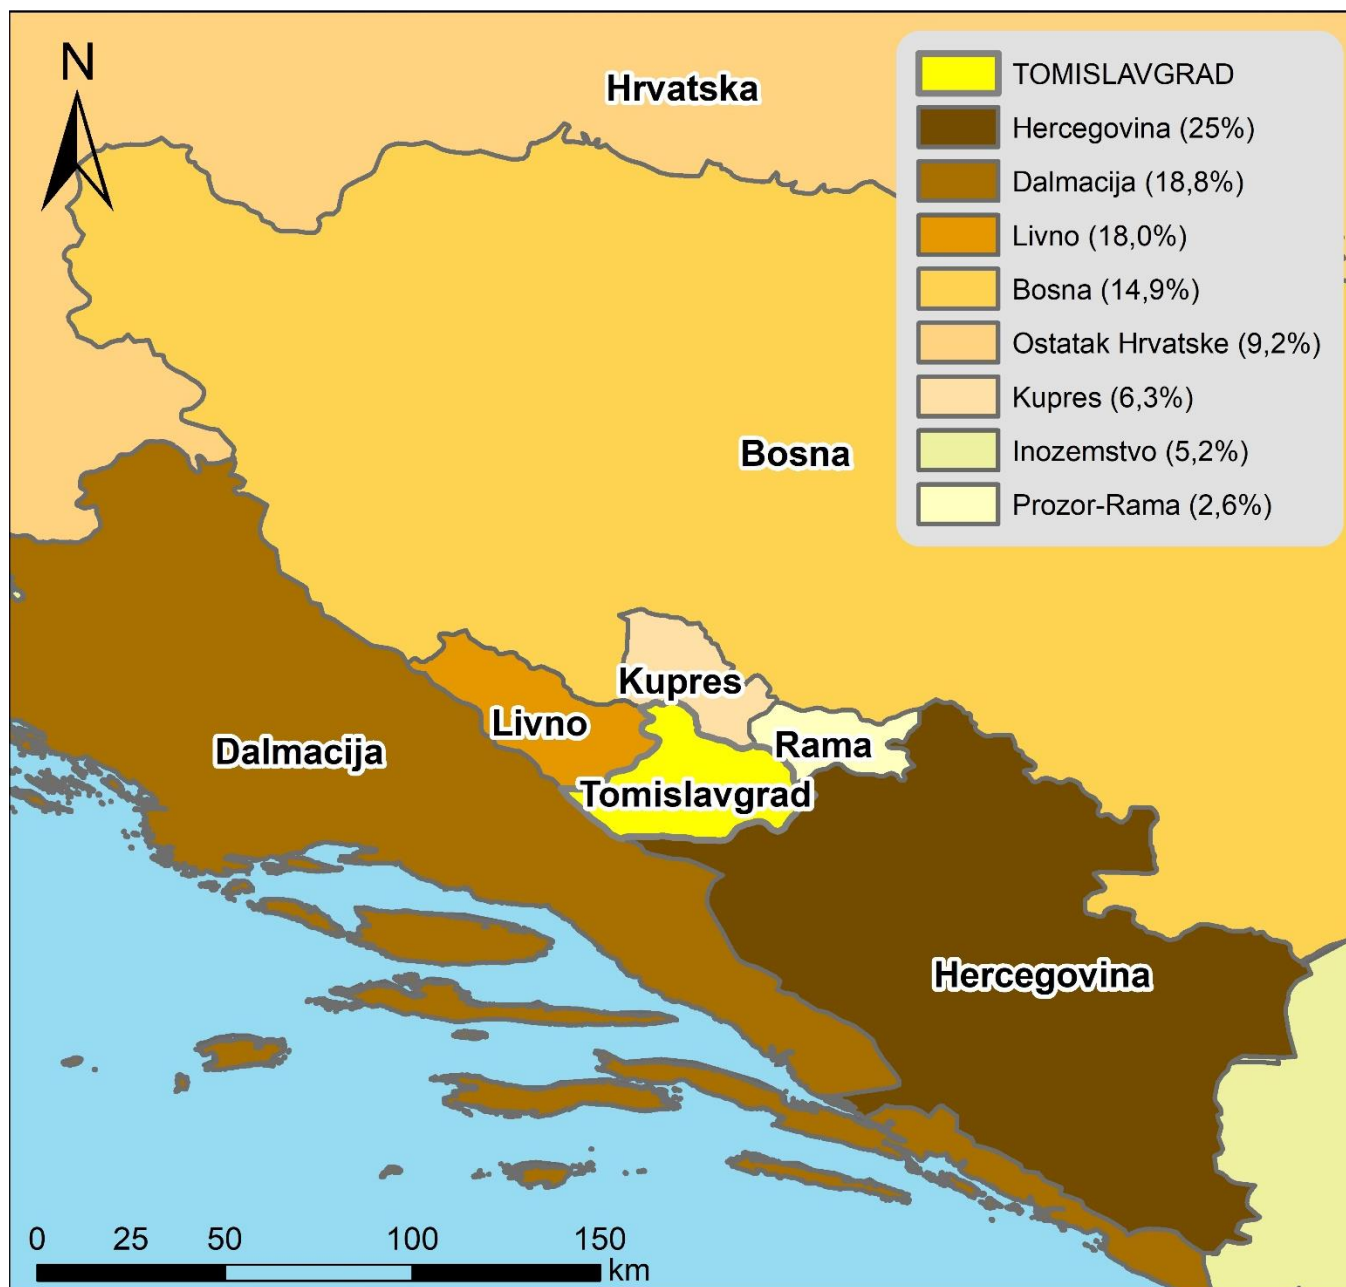 N
Hrvatska
TOMISLAVGRAD
Hercegovina (25%)
Dalmacija (18,8%)
Livno (18,0%)
Bosna (14,9%)
Ostatak Hrvatske (9,2%)
Kupres (6,3%)
Inozemstvo (5,2%)
Prozor-Rama (2,6%)
Bosna
Kupres
Livno
Rama
Dalmacija
Tomislavgrad
Hercegovina
0 25 50 100 150
km